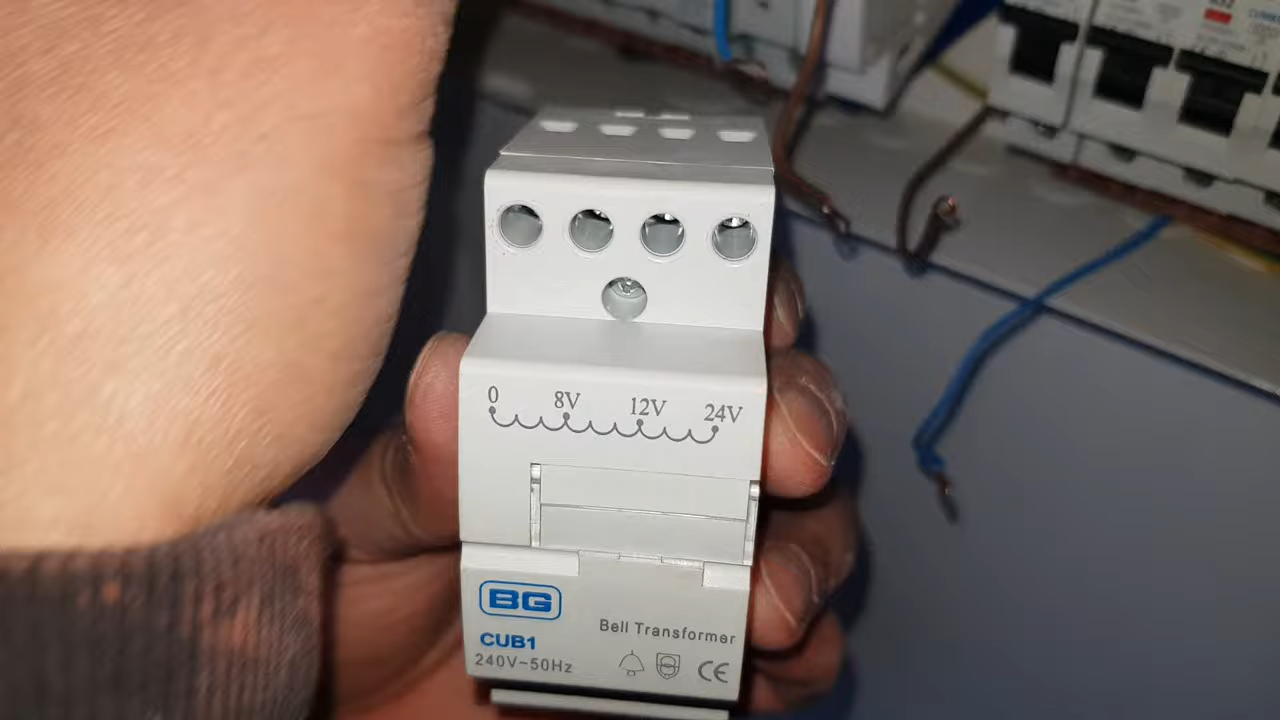 0 8V 12V 24V
BG
CUB1
Bell Transformer
240V~50Hz
CE